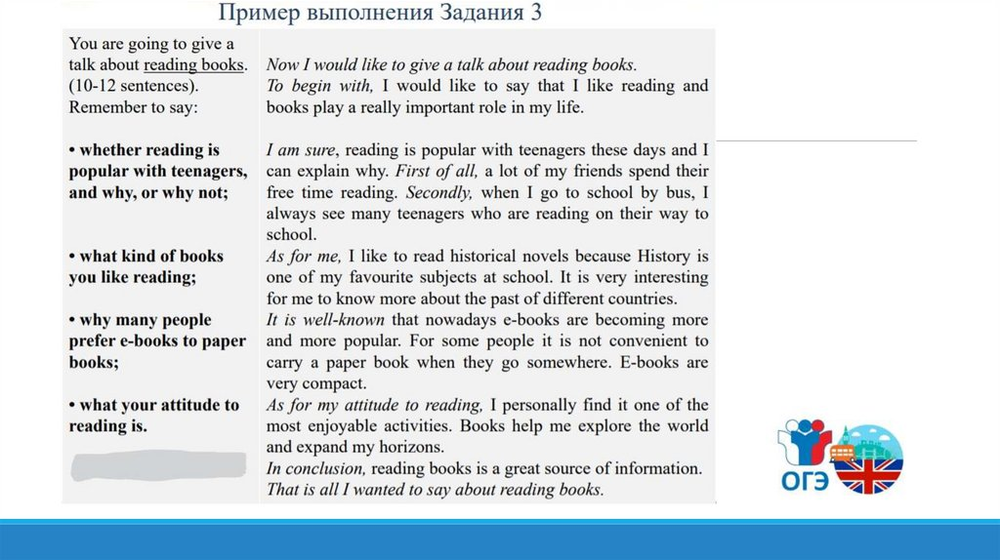 Пример выполнения Задания 3
You are going to give a
talk about reading books.
(10-12 sentences).
Remember to say:
• whether reading is
popular with teenagers,
and why, or why not;
• what kind of books
you like reading;
• why many people
prefer e-books to paper
books;
• what your attitude to
reading is.
Now I would like to give a talk about reading books.
To begin with, I would like to say that I like reading and
books play a really important role in my life.
I am sure, reading is popular with teenagers these days and I
can explain why. First of all, a lot of my friends spend their
free time reading. Secondly, when I go to school by bus, I
always see many teenagers who are reading on their way to
school.
As for me, I like to read historical novels because History is
one of my favourite subjects at school. It is very interesting
for me to know more about the past of different countries.
It is well-known that nowadays e-books are becoming more
and more popular. For some people it is not convenient to
carry a paper book when they go somewhere. E-books are
very compact.
As for my attitude to reading, I personally find it one of the
most enjoyable activities. Books help me explore the world
and expand my horizons.
In conclusion, reading books is a great source of information.
That is all I wanted to say about reading books.
ОГЭ